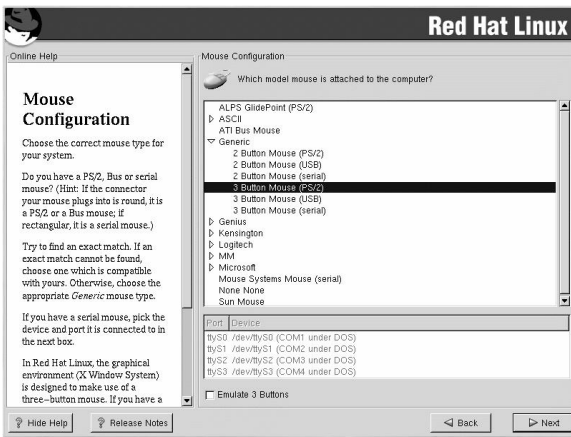 Red Hat Linux
Online Help
Mouse
Configuration
Choose the correct mouse type for
your system.
Do you have a PS/2, Bus or serial
mouse? (Hint: If the connector
your mouse plugs into is round, it is
a PS/2 or a Bus mouse; if
rectangular, it is a serial mouse.)
Try to find an exact match. If an
exact match cannot be found,
choose one which is compatible
with yours. Otherwise, choose the
appropriate Generic mouse type.
If you have a serial mouse, pick the
device and port it is connected to in
the next box.
In Red Hat Linux, the graphical
environment (X Window System)
is designed to make use of a
three-button mouse. If you have a
Mouse Configuration
Which model mouse is attached to the computer?
ALPS GlidePoint (PS/2)
ASCII
ATI Bus Mouse
Generic
2 Button Mouse (PS/2)
2 Button Mouse (USB)
2 Button Mouse (serial)
3 Button Mouse (PS/2)
3 Button Mouse (USB)
3 Button Mouse (serial)
Genius
Kensington
Logitech
MM
Microsoft
Mouse Systems Mouse (serial)
None None
Sun Mouse
Port Device
ttyS0 /dev/ttyS0 (COM1 under DOS)
ttyS1 /dev/ttyS1 (COM2 under DOS)
ttyS2 /dev/ttyS2 (COM3 under DOS)
ttyS3 /dev/ttyS3 (COM4 under DOS)
Emulate 3 Buttons
Hide Help
Release Notes
Back
Next